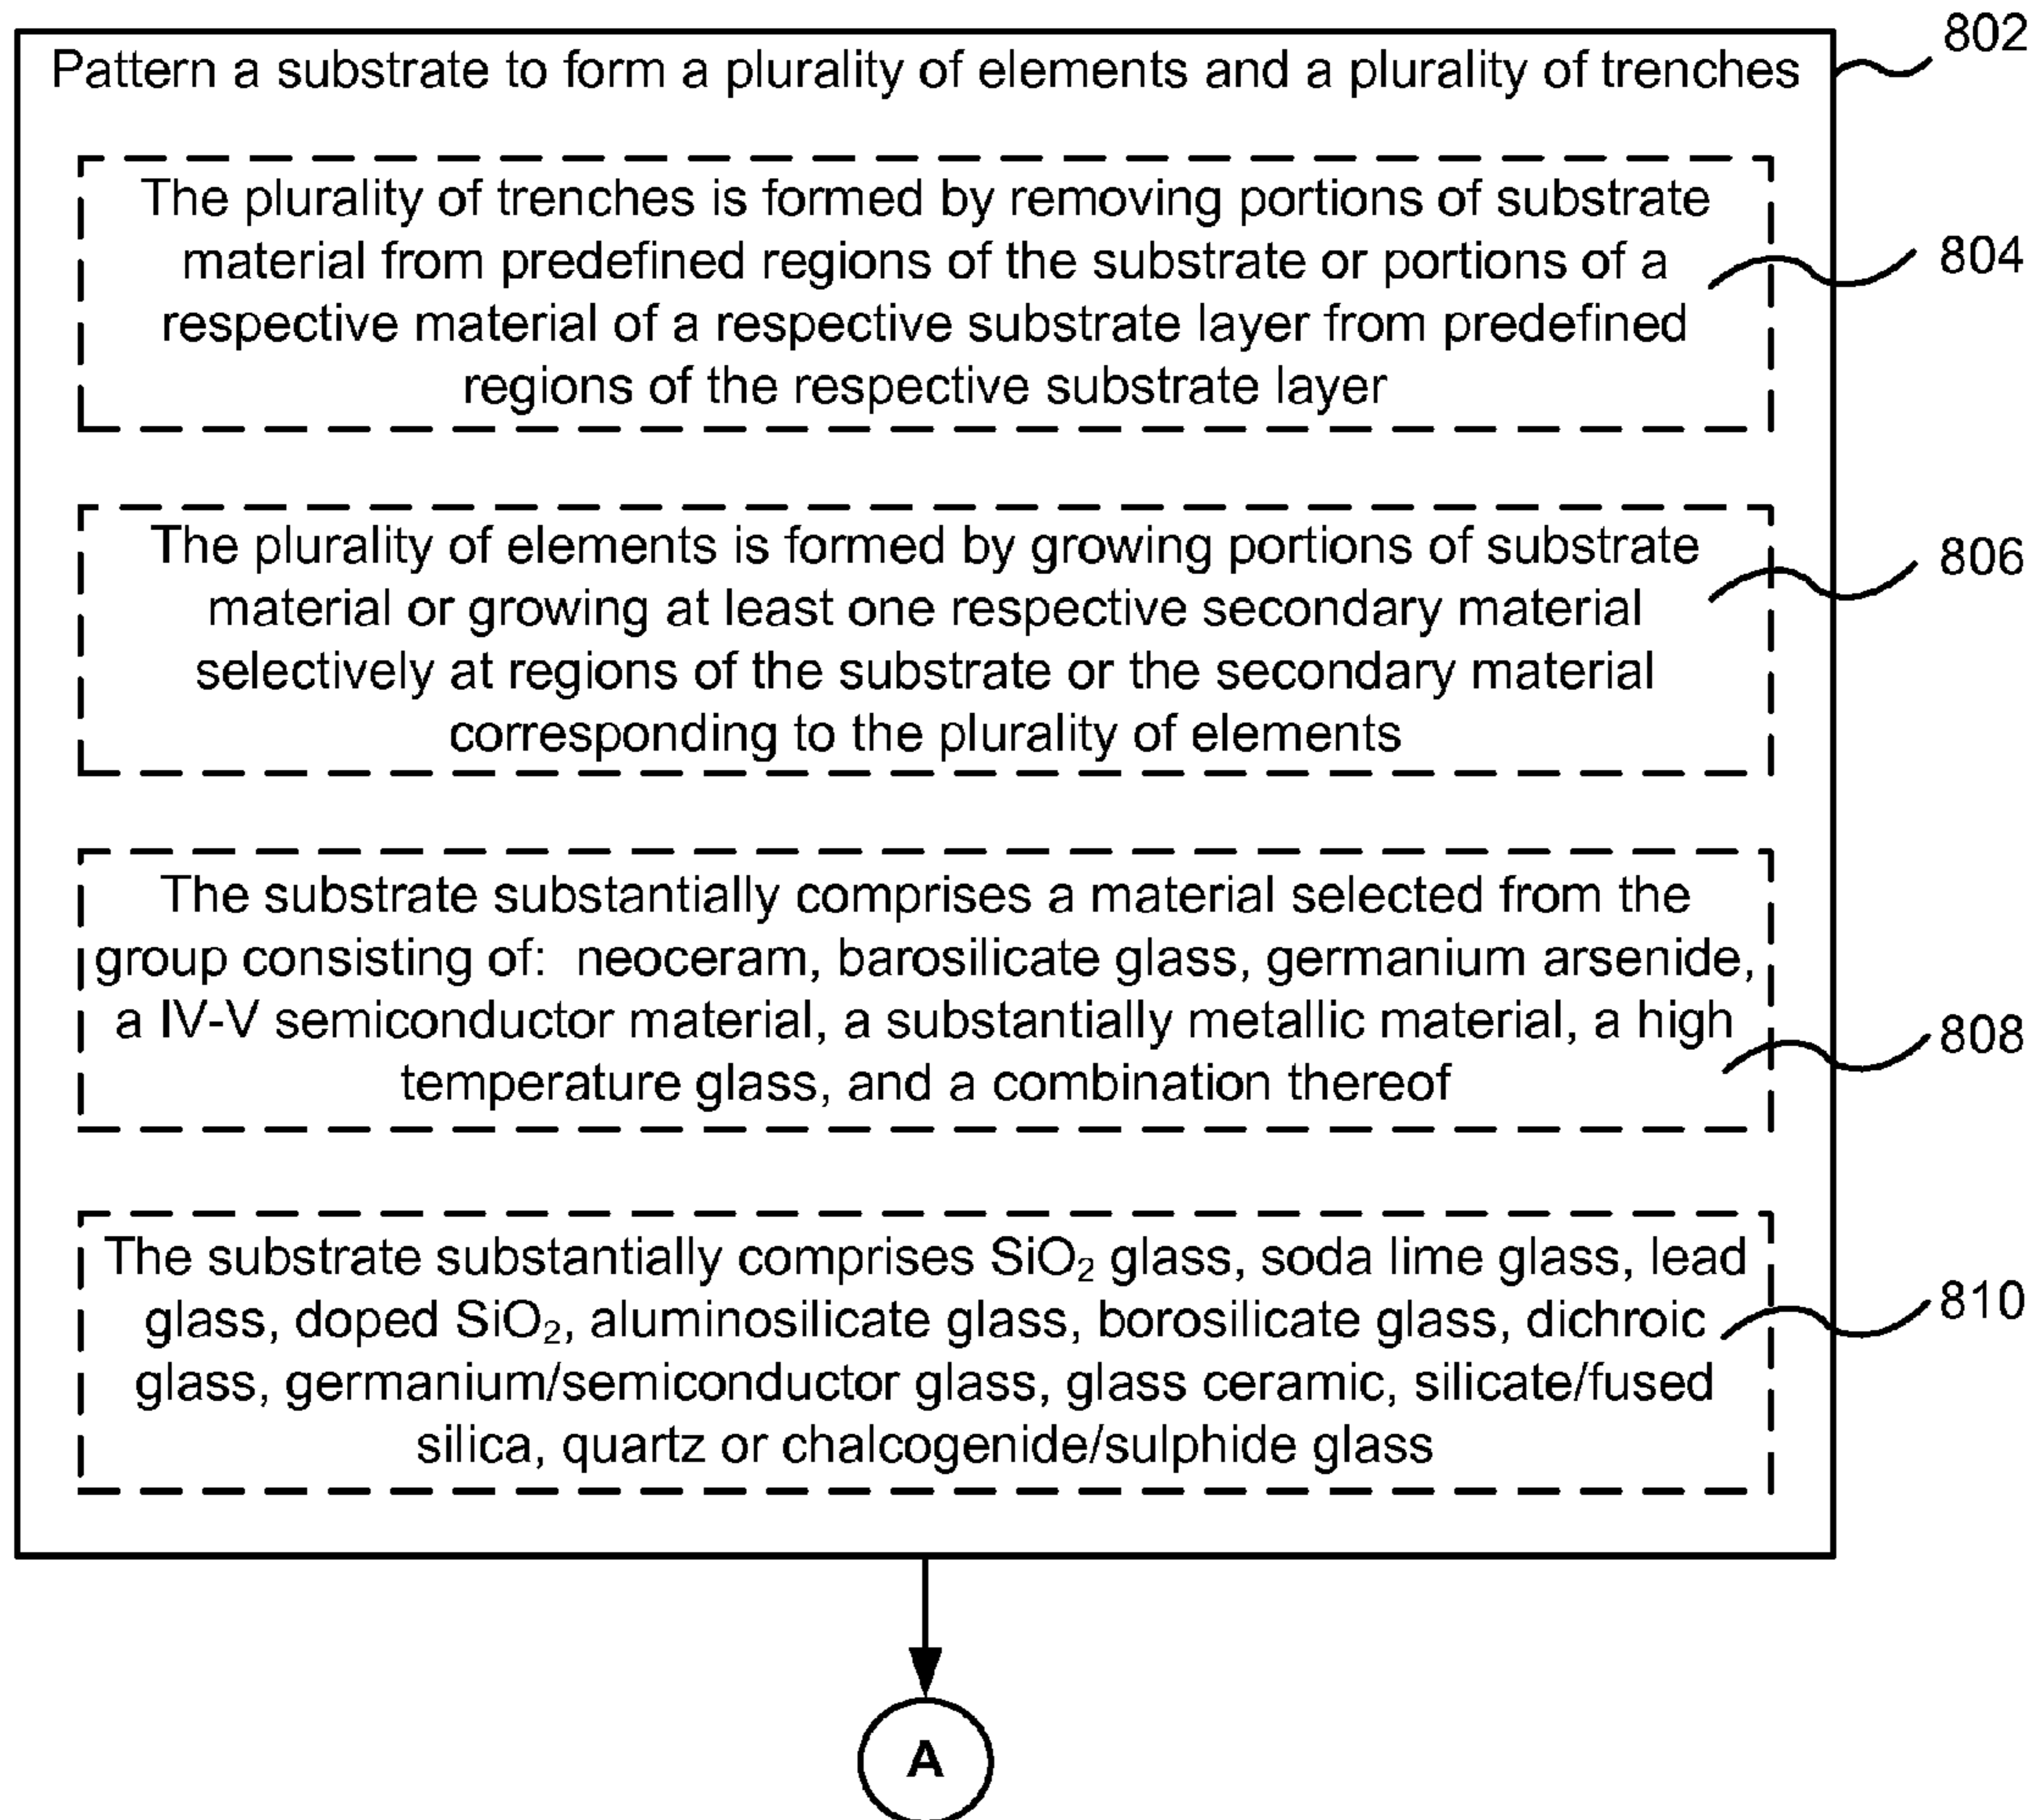 802
Pattern a substrate to form a plurality of elements and a plurality of trenches
The plurality of trenches is formed by removing portions of substrate
material from predefined regions of the substrate or portions of a
respective material of a respective substrate layer from predefined
regions of the respective substrate layer
804
The plurality of elements is formed by growing portions of substrate
material or growing at least one respective secondary material
selectively at regions of the substrate or the secondary material
corresponding to the plurality of elements
806
The substrate substantially comprises a material selected from the
group consisting of:  neoceram, barosilicate glass, germanium arsenide,
a IV-V semiconductor material, a substantially metallic material, a high
temperature glass, and a combination thereof
808
The substrate substantially comprises SiO₂ glass, soda lime glass, lead
glass, doped SiO₂, aluminosilicate glass, borosilicate glass, dichroic
glass, germanium/semiconductor glass, glass ceramic, silicate/fused
silica, quartz or chalcogenide/sulphide glass
810
A